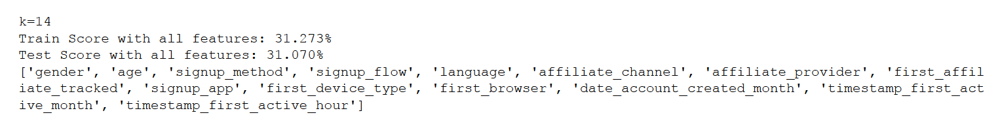 k=14
Train Score with all features: 31.273%
Test Score with all features: 31.070%
['gender', 'age', 'signup_method', 'signup_flow', 'language', 'affiliate_channel', 'affiliate_provider', 'first_affil
iate_tracked', 'signup_app', 'first_device_type', 'first_browser', 'date_account_created_month', 'timestamp_first_act
ive_month', 'timestamp_first_active_hour']